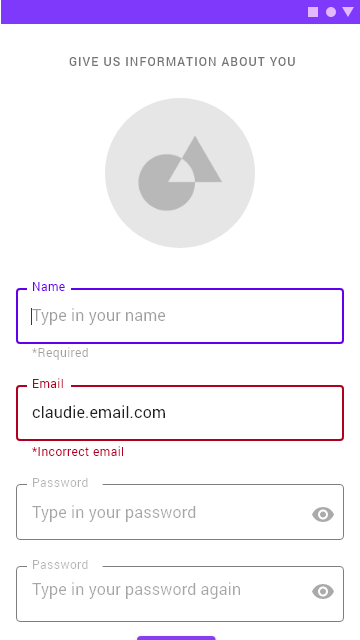 GIVE US INFORMATION ABOUT YOU
Name
Type in your name
*Required
Email
claudie.email.com
*Incorrect email
Password
Type in your password
Password
Type in your password again